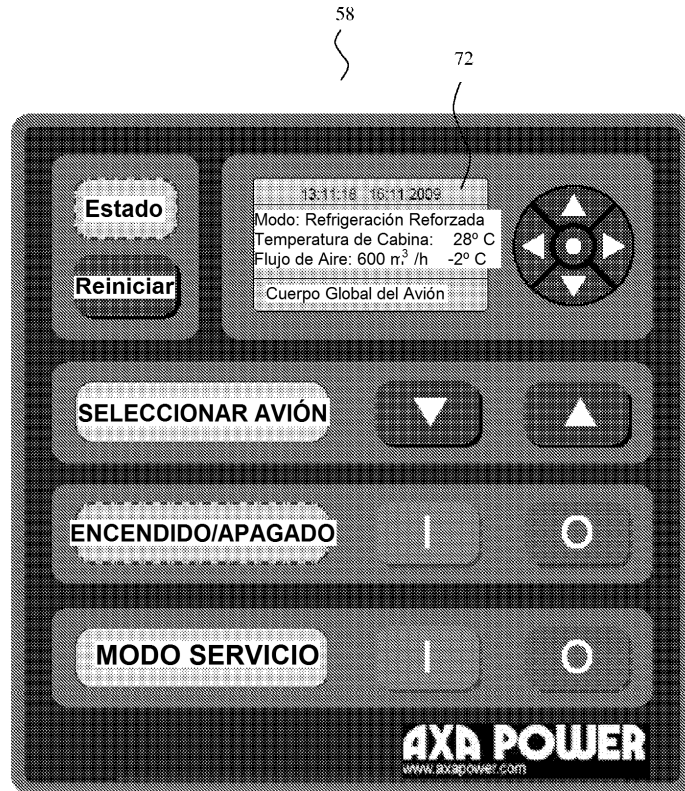 58
72
13:11:18 16:11:2009
Modo: Refrigeración Reforzada
Temperatura de Cabina: 28º C
Flujo de Aire: 600 m³ /h -2º C
Cuerpo Global del Avión
Estado
Reiniciar
SELECCIONAR AVIÓN
ENCENDIDO/APAGADO
I O
MODO SERVICIO
I O
AXA POWER
www.axapower.com